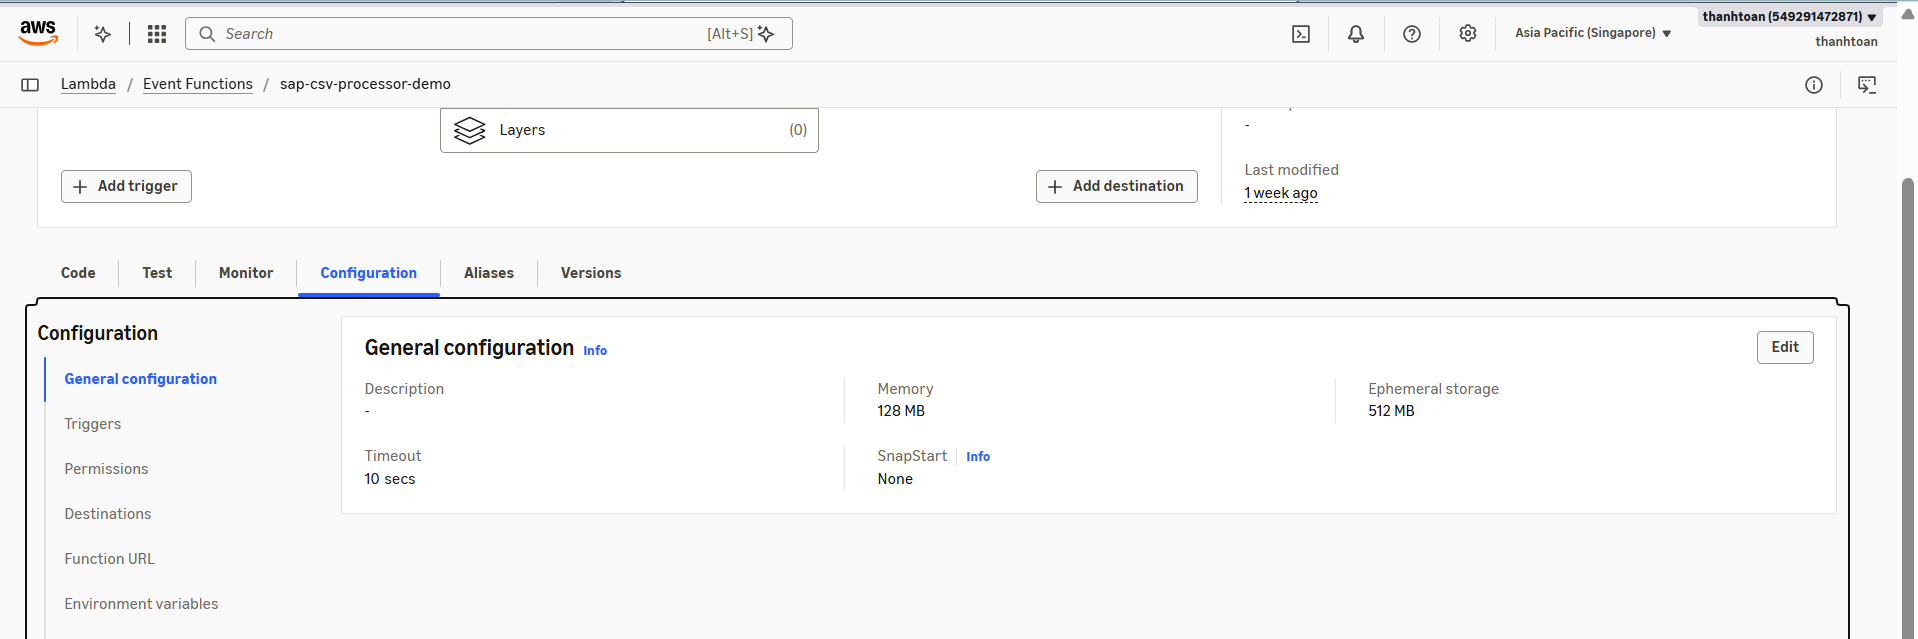 aws
Search
[Alt+S]
Asia Pacific (Singapore)
thanhtoan (549291472871)
thanhtoan
Lambda / Event Functions / sap-csv-processor-demo
Layers
(0)
-
Add trigger
Add destination
Last modified
1 week ago
Code
Test
Monitor
Configuration
Aliases
Versions
Configuration
General configuration
Triggers
Permissions
Destinations
Function URL
Environment variables
General configuration Info
Edit
Description
-
Memory
128 MB
Ephemeral storage
512 MB
Timeout
10 secs
SnapStart Info
None